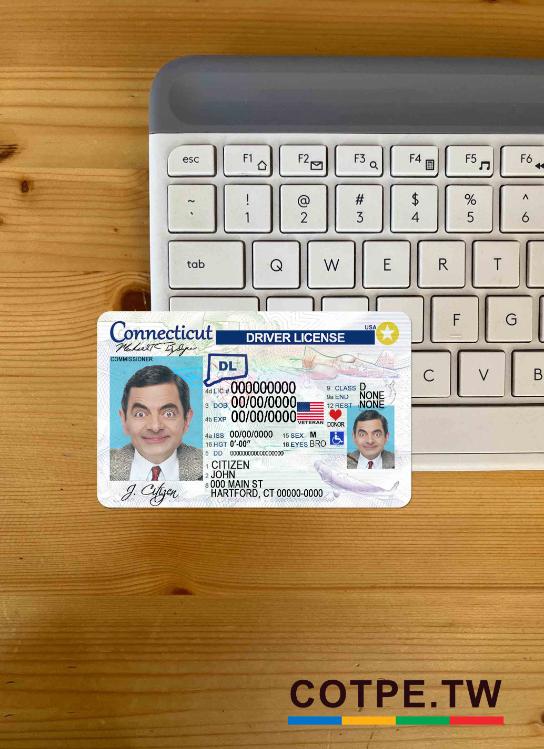 esc F1 F2 F3 F4 F5 F6
~ ! @ # $ % ^
` 1 2 3 4 5 6
tab Q W E R T
F G
C V B
Connecticut USA
DRIVER LICENSE
COMMISSIONER
DL
4d LIC # 000000000 9 CLASS D
3 DOB 00/00/0000 9a END NONE
4b EXP 00/00/0000 12 REST NONE
VETERAN DONOR
4a ISS 00/00/0000 15 SEX M
16 HGT 0'-00" 18 EYES BRO
5 DD 0000000000000000
1 CITIZEN
2 JOHN
8 000 MAIN ST
HARTFORD, CT 00000-0000
J. Citizen
COTPE.TW